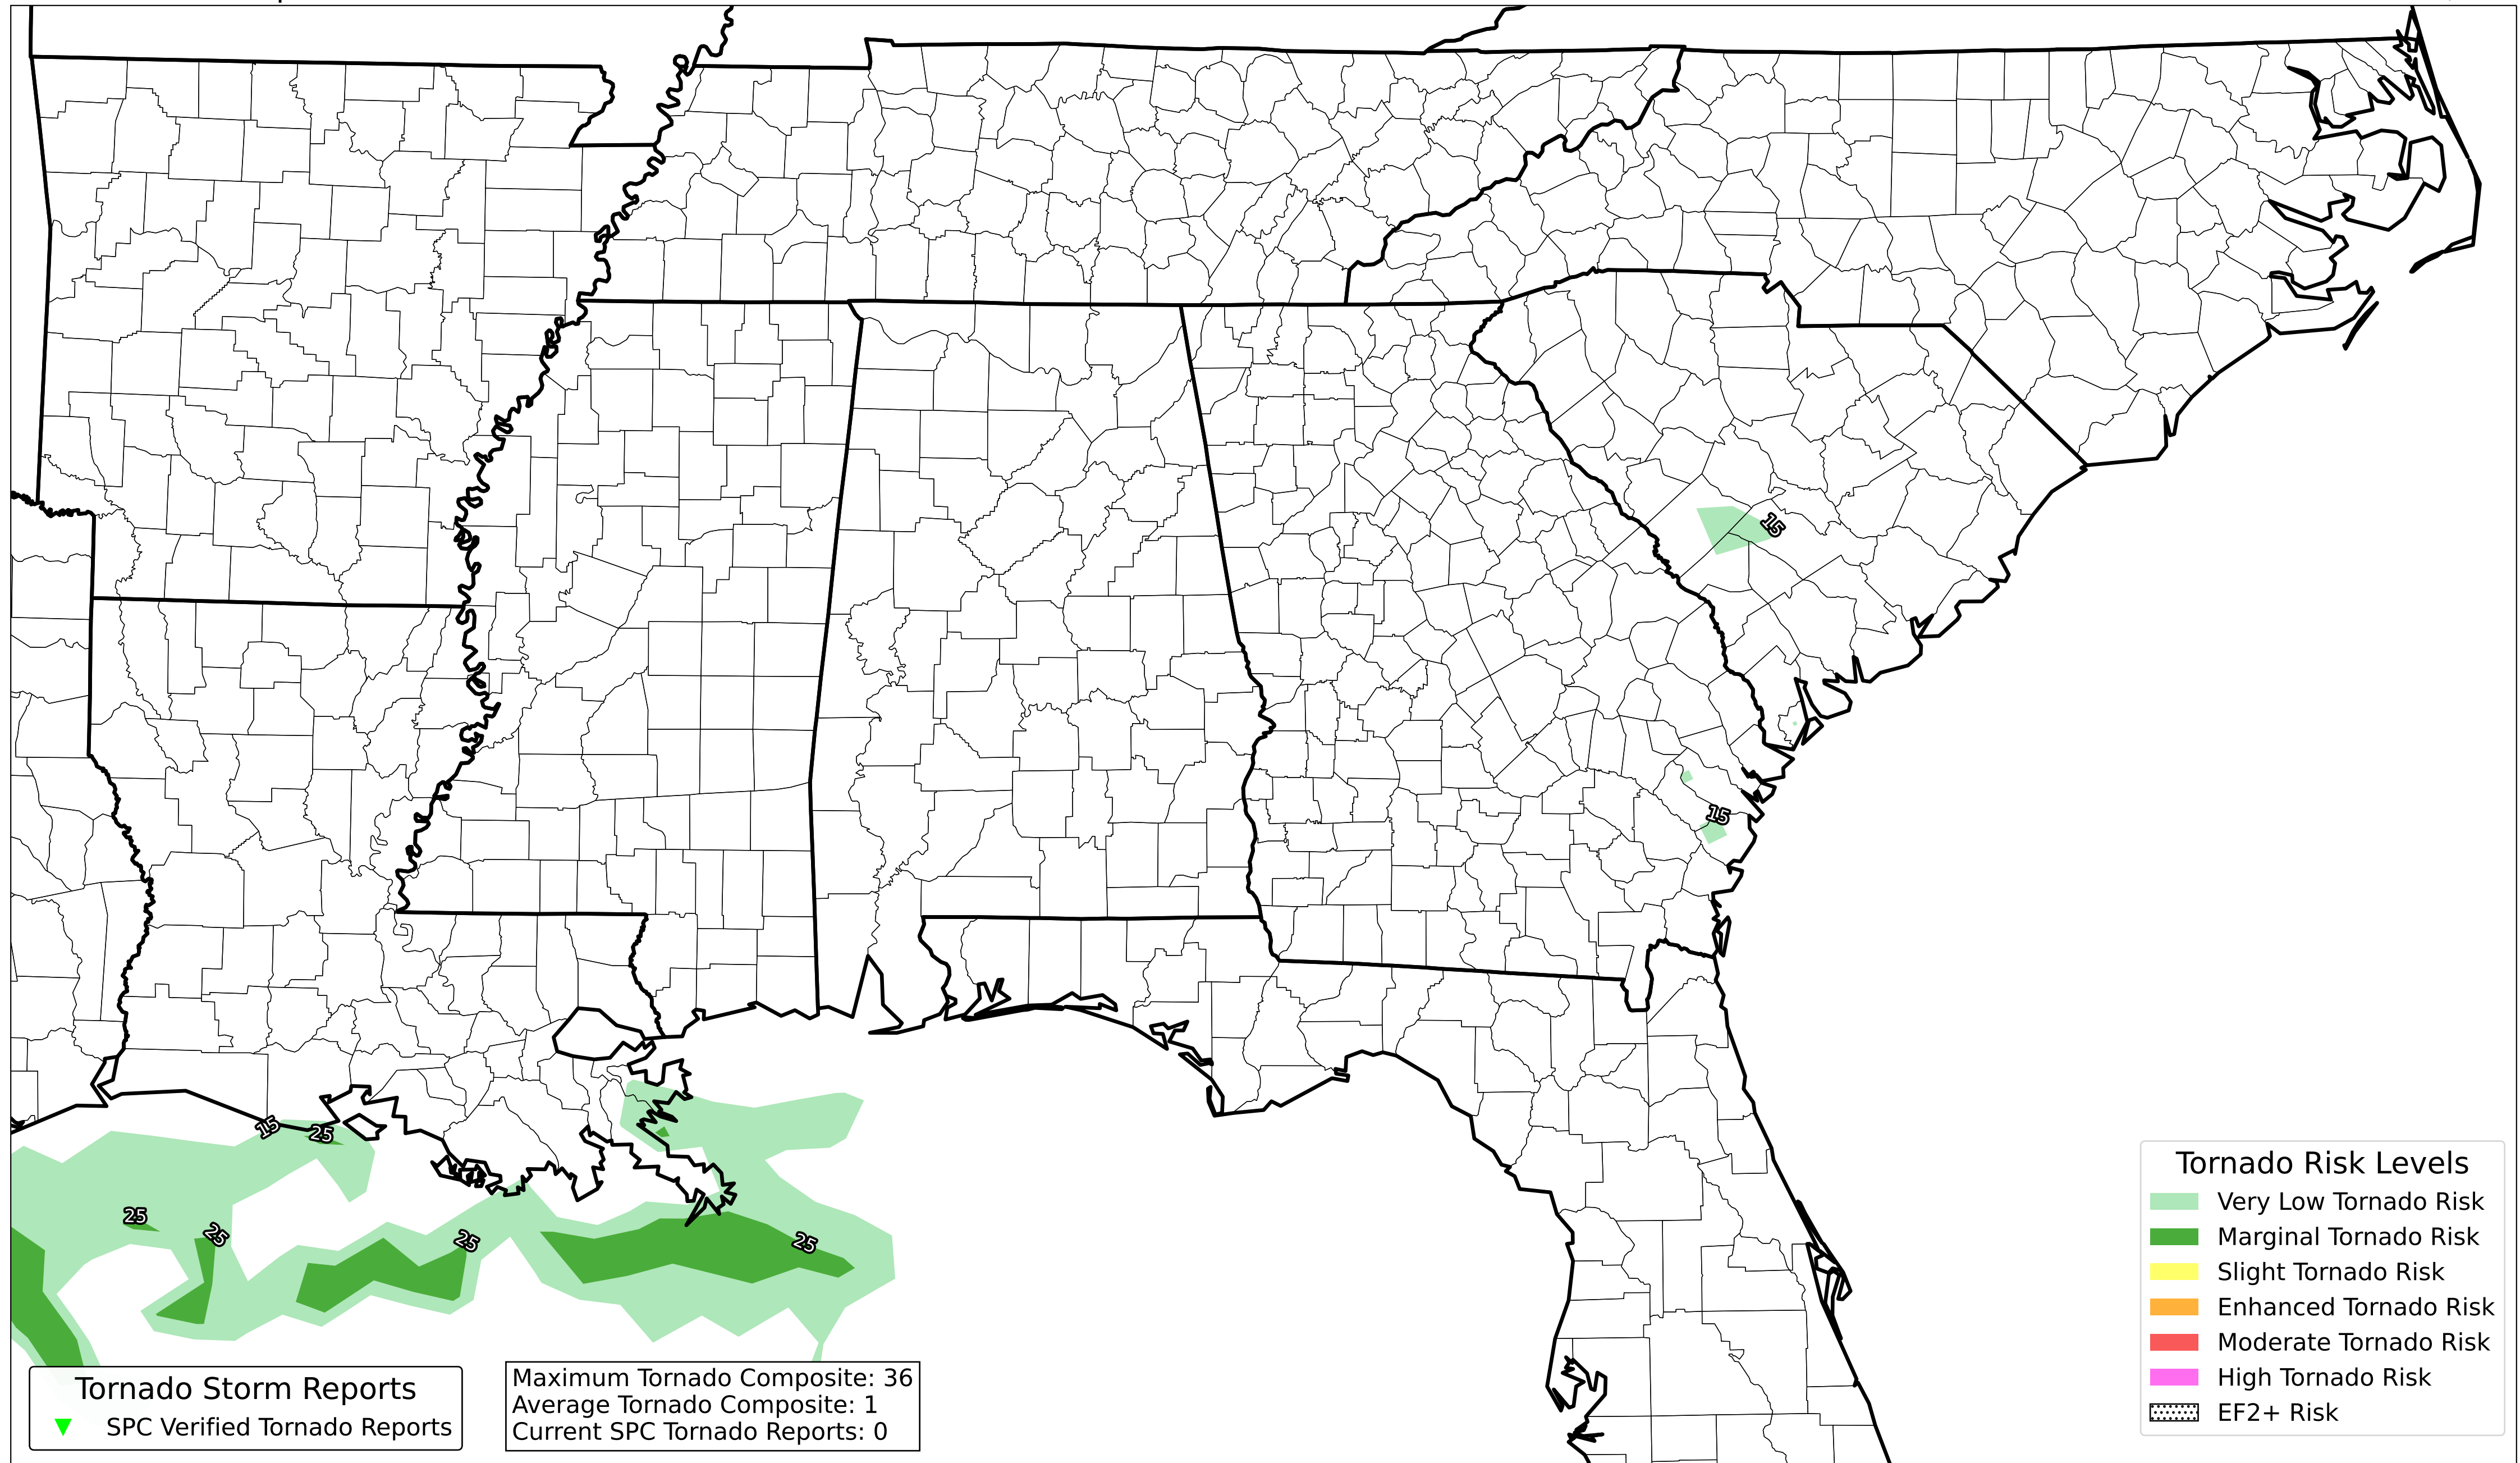 15
15
15
25
25
25
25
25
Tornado Risk Levels
Very Low Tornado Risk
Marginal Tornado Risk
Slight Tornado Risk
Enhanced Tornado Risk
Moderate Tornado Risk
High Tornado Risk
EF2+ Risk
Tornado Storm Reports
SPC Verified Tornado Reports
Maximum Tornado Composite: 36
Average Tornado Composite: 1
Current SPC Tornado Reports: 0